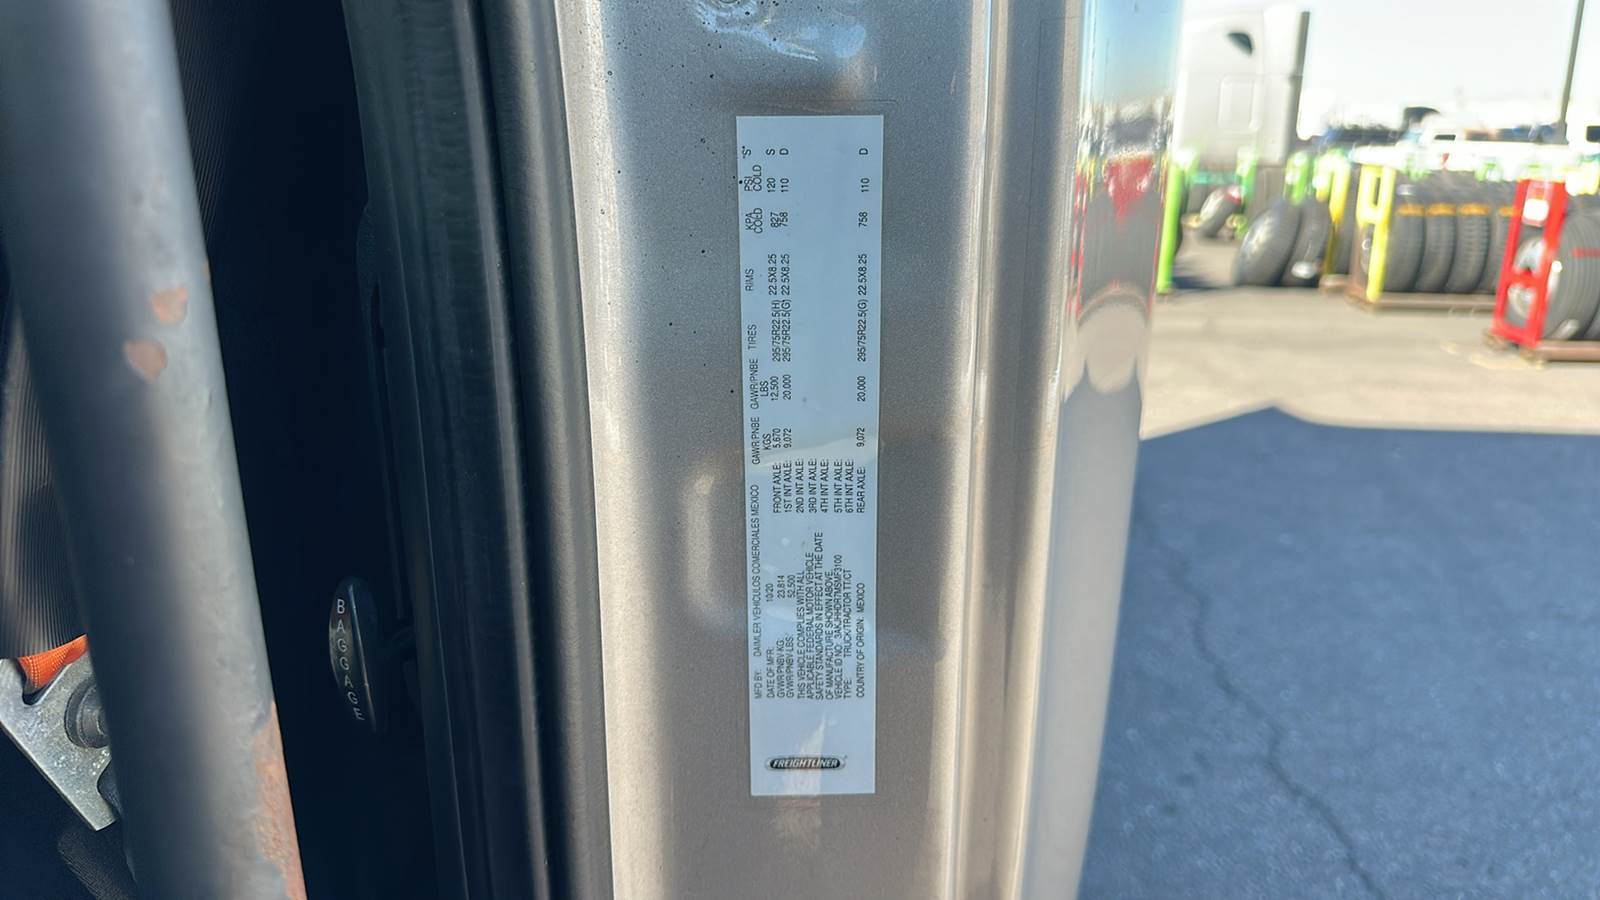 MFD BY: DAIMLER VEHICULOS COMERCIALES MEXICO
DATE OF MFR: 10/20
GVWR/PNBV-KG: 23,814
GVWR/PNBV-LBS: 52,500
THIS VEHICLE COMPLIES WITH ALL
APPLICABLE FEDERAL MOTOR VEHICLE
SAFETY STANDARDS IN EFFECT AT THE DATE
OF MANUFACTURE SHOWN ABOVE.
VEHICLE ID NO. 3AKJHHDR7MSMF3100
TYPE: TRUCK/TRACTOR TT/CT
COUNTRY OF ORIGIN: MEXICO
GAWR/PNBE KGS GAWR/PNBE LBS TIRES RIMS KPA COLD PSI COLD "S"
FRONT AXLE: 5,670 12,500 295/75R22.5(H) 22.5X8.25 827 120 S
1ST INT AXLE: 9,072 20,000 295/75R22.5(G) 22.5X8.25 758 110 D
2ND INT AXLE:
3RD INT AXLE:
4TH INT AXLE:
5TH INT AXLE:
6TH INT AXLE:
REAR AXLE: 9,072 20,000 295/75R22.5(G) 22.5X8.25 758 110 D
FREIGHTLINER
BAGGAGE